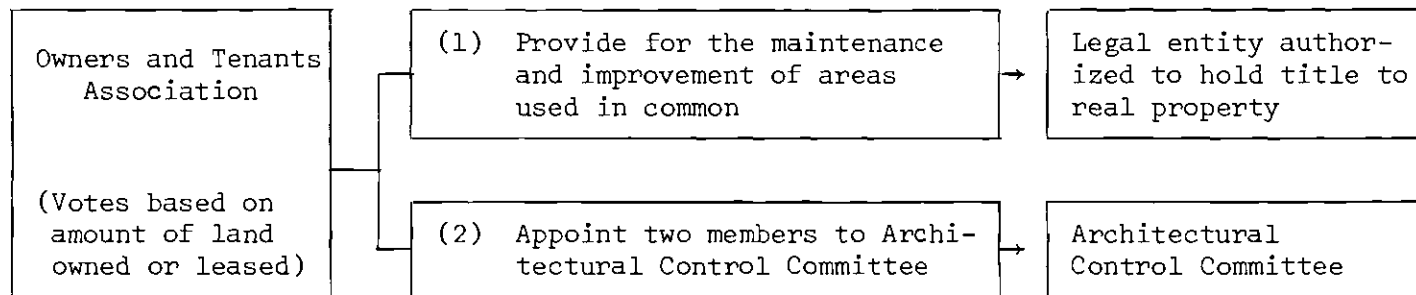 Owners and Tenants
Association
(Votes based on
amount of land
owned or leased)
(1) Provide for the maintenance
and improvement of areas
used in common
Legal entity author-
ized to hold title to
real property
(2) Appoint two members to Archi-
tectural Control Committee
Architectural
Control Committee